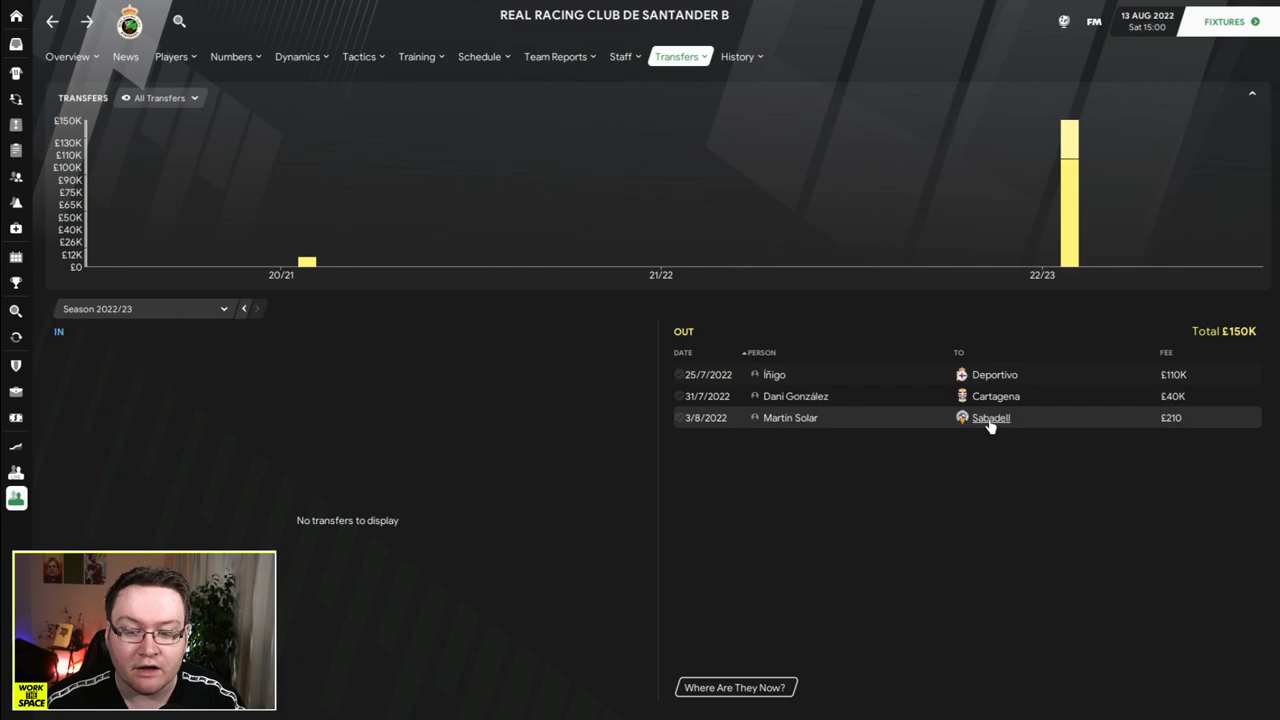 REAL RACING CLUB DE SANTANDER B
FM
13 AUG 2022
Sat 15:00
FIXTURES
Overview
News
Players
Numbers
Dynamics
Tactics
Training
Schedule
Team Reports
Staff
Transfers
History
TRANSFERS
All Transfers
£150K
£130K
£110K
£100K
£90K
£75K
£65K
£50K
£40K
£26K
£12K
£0
20/21
21/22
22/23
Season 2022/23
IN
No transfers to display
OUT
Total £150K
DATE
PERSON
TO
FEE
25/7/2022 Íñigo Deportivo £110K
31/7/2022 Dani González Cartagena £40K
3/8/2022 Martín Solar Sabadell £210
Where Are They Now?
WORK
THE
SPACE